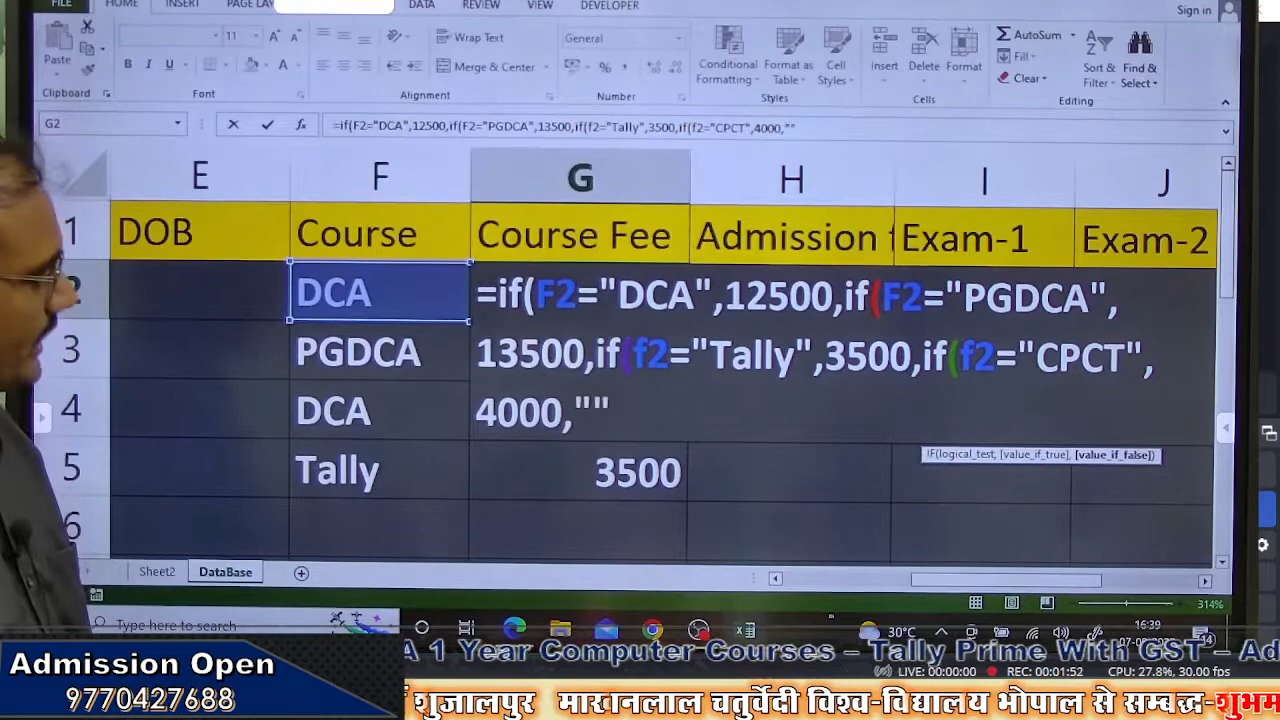 FILE HOME INSERT PAGE LAY DATA REVIEW VIEW DEVELOPER Sign in
11 Wrap Text General AutoSum
Paste B I U Merge & Center Conditional Formatting Format as Table Cell Styles Insert Delete Format Fill Clear Sort & Filter Find & Select
Clipboard Font Alignment Number Styles Cells Editing
G2 =if(F2="DCA",12500,if(F2="PGDCA",13500,if(f2="Tally",3500,if(f2="CPCT",4000,""
E F G H I J
1 DOB Course Course Fee Admission f Exam-1 Exam-2
DCA =if(F2="DCA",12500,if(F2="PGDCA",
3 PGDCA 13500,if(f2="Tally",3500,if(f2="CPCT",
4 DCA 4000,""
IF(logical_test, [value_if_true], [value_if_false])
5 Tally 3500
6
Sheet2 DataBase
314%
Type here to search 30°C 16:39
Admission Open
9770427688
A 1 Year Computer Courses – Tally Prime With GST – Ad
LIVE: 00:00:00 REC: 00:01:52 CPU: 27.8%, 30.00 fps
शुजालपुर माखनलाल चतुर्वेदी विश्व-विद्यालय भोपाल से सम्बद्ध-शुभम